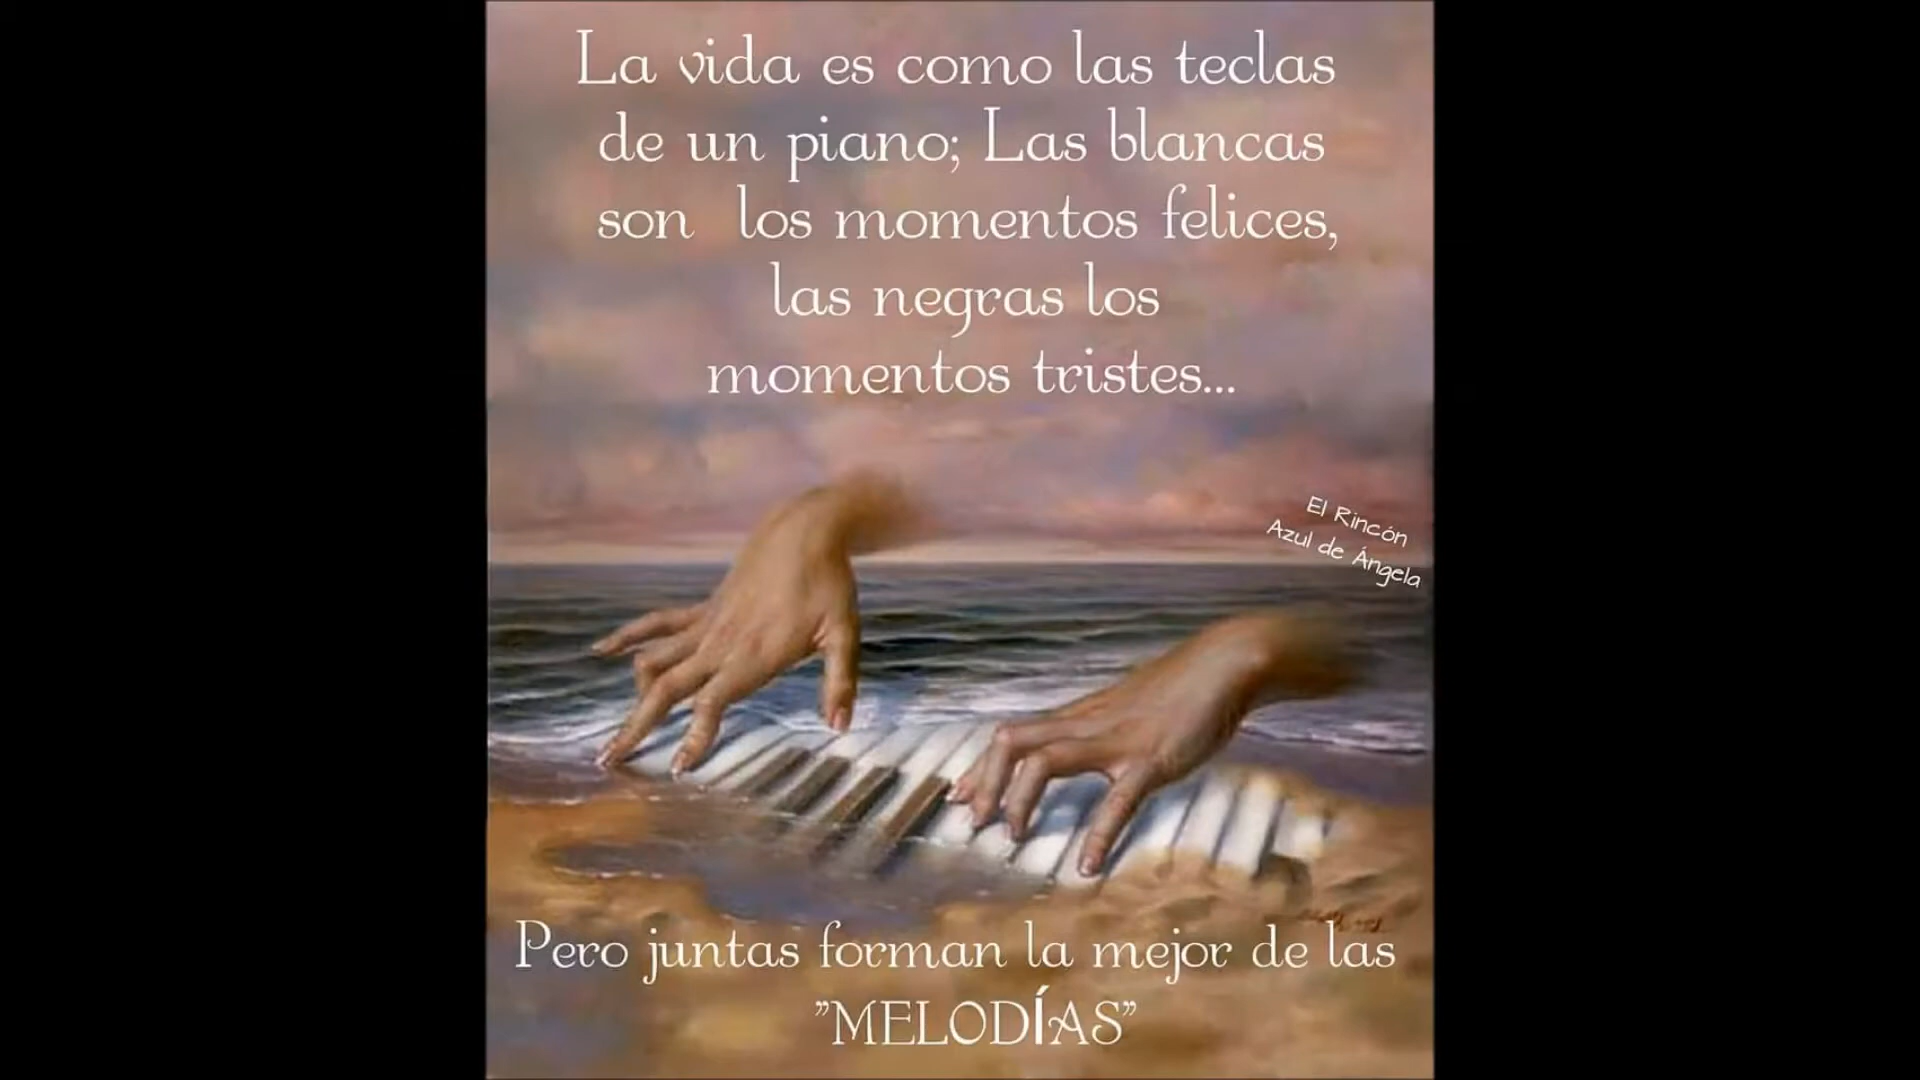 La vida es como las teclas
de un piano; Las blancas
son los momentos felices,
las negras los
momentos tristes...
El Rincón
Azul de Ángela
Pero juntas forman la mejor de las
"MELODÍAS"